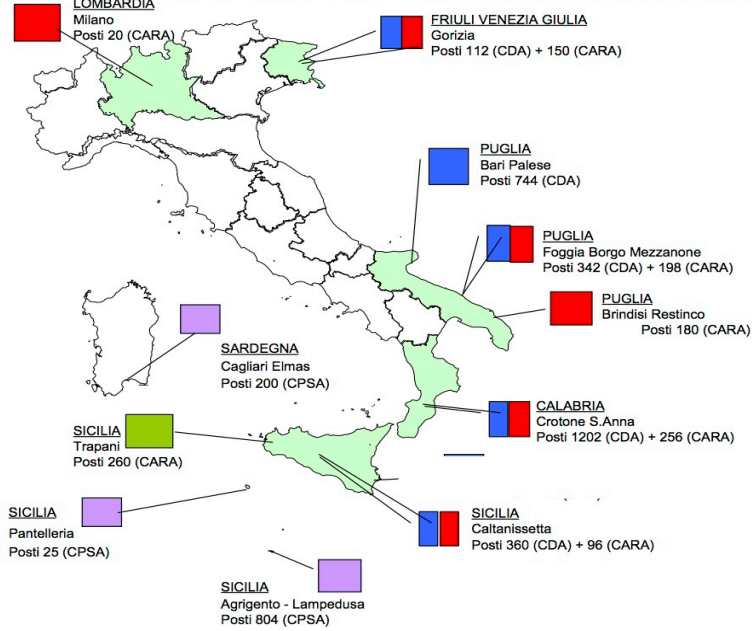 LOMBARDIA
Milano
Posti 20 (CARA)
FRIULI VENEZIA GIULIA
Gorizia
Posti 112 (CDA) + 150 (CARA)
PUGLIA
Bari Palese
Posti 744 (CDA)
PUGLIA
Foggia Borgo Mezzanone
Posti 342 (CDA) + 198 (CARA)
PUGLIA
Brindisi Restinco
Posti 180 (CARA)
SARDEGNA
Cagliari Elmas
Posti 200 (CPSA)
CALABRIA
Crotone S.Anna
Posti 1202 (CDA) + 256 (CARA)
SICILIA
Trapani
Posti 260 (CARA)
SICILIA
Pantelleria
Posti 25 (CPSA)
SICILIA
Caltanissetta
Posti 360 (CDA) + 96 (CARA)
SICILIA
Agrigento - Lampedusa
Posti 804 (CPSA)